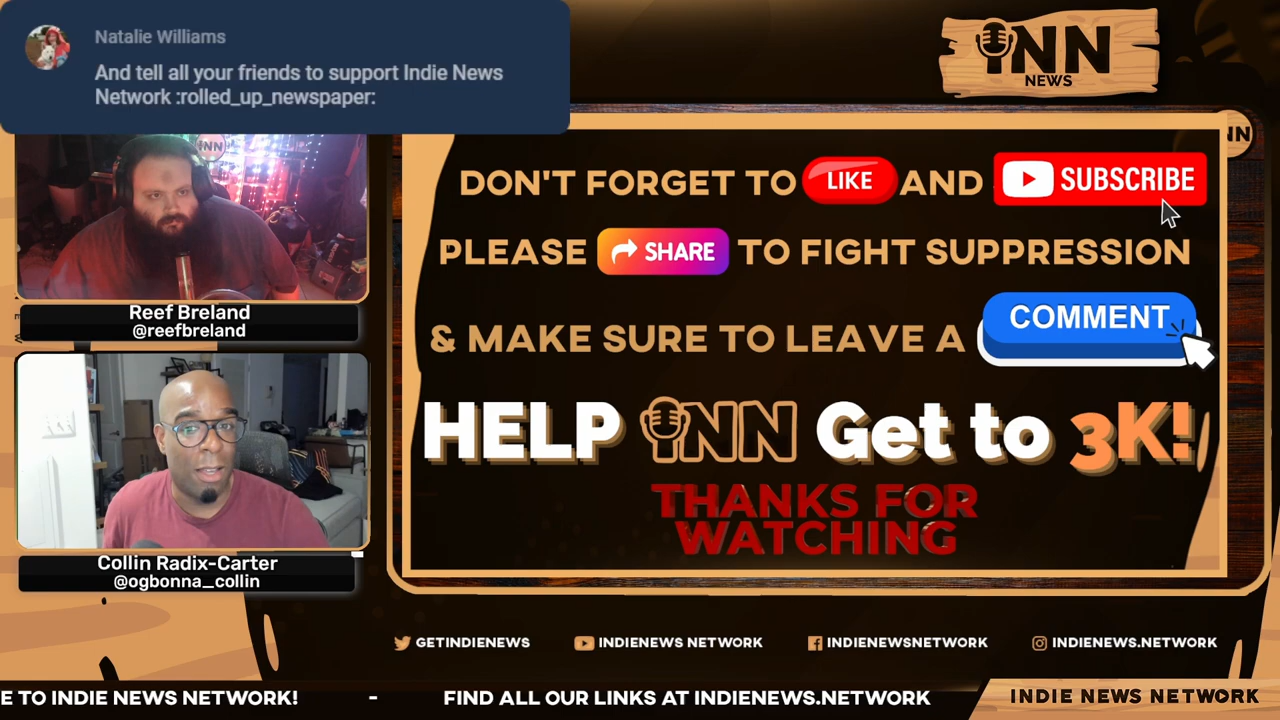 Natalie Williams
And tell all your friends to support Indie News
Network :rolled_up_newspaper:
INN
NEWS
INN
NN
DON'T FORGET TO LIKE AND SUBSCRIBE
PLEASE SHARE TO FIGHT SUPPRESSION
& MAKE SURE TO LEAVE A COMMENT
HELP INN Get to 3K!
THANKS FOR
WATCHING
Reef Breland
@reefbreland
Collin Radix-Carter
@ogbonna_collin
GETINDIENEWS
INDIENEWS NETWORK
INDIENEWSNETWORK
INDIENEWS.NETWORK
E TO INDIE NEWS NETWORK! - FIND ALL OUR LINKS AT INDIENEWS.NETWORK
INDIE NEWS NETWORK